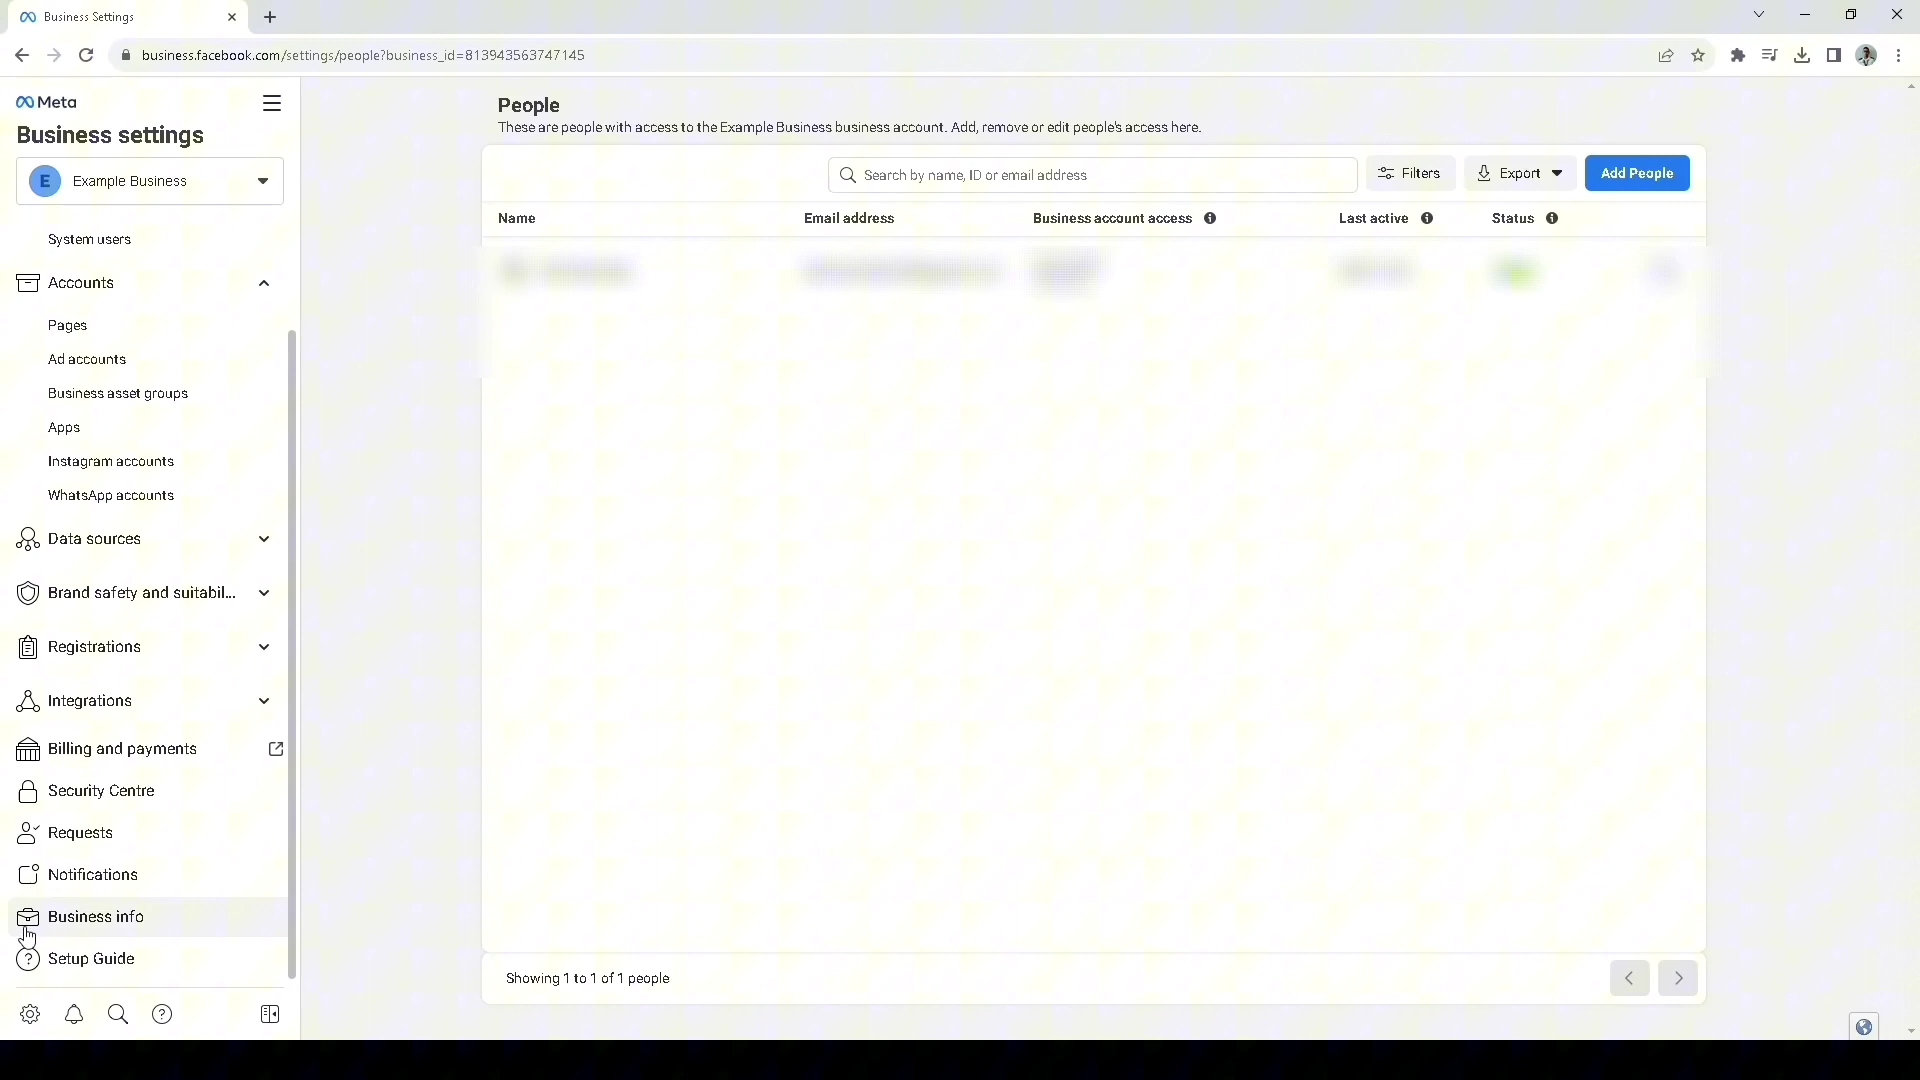 Business Settings
business.facebook.com/settings/people?business_id=813943563747145
Meta
Business settings
E Example Business
System users
Accounts
Pages
Ad accounts
Business asset groups
Apps
Instagram accounts
WhatsApp accounts
Data sources
Brand safety and suitabil...
Registrations
Integrations
Billing and payments
Security Centre
Requests
Notifications
Business info
Setup Guide
People
These are people with access to the Example Business business account. Add, remove or edit people's access here.
Search by name, ID or email address
Filters
Export
Add People
Name Email address Business account access Last active Status
Showing 1 to 1 of 1 people